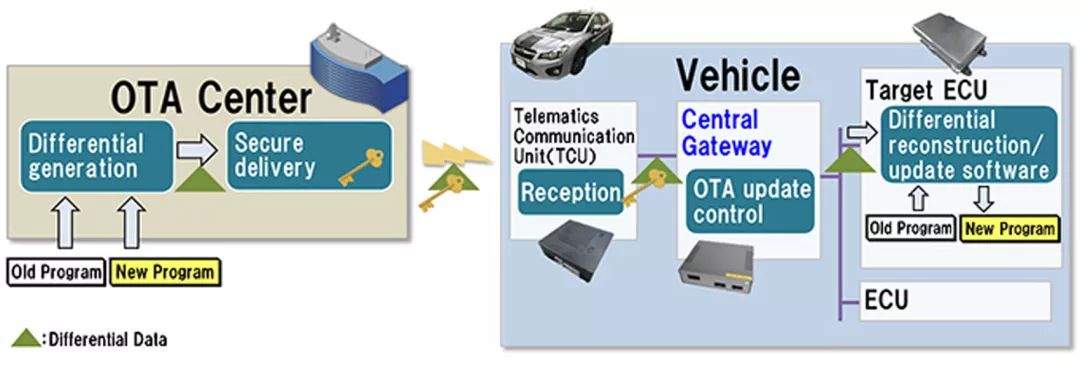 OTA Center
Differential
generation
Secure
delivery
Old Program
New Program
:Differential Data
Vehicle
Telematics
Communication
Unit(TCU)
Reception
Central
Gateway
OTA update
control
Target ECU
Differential
reconstruction/
update software
Old Program
New Program
ECU